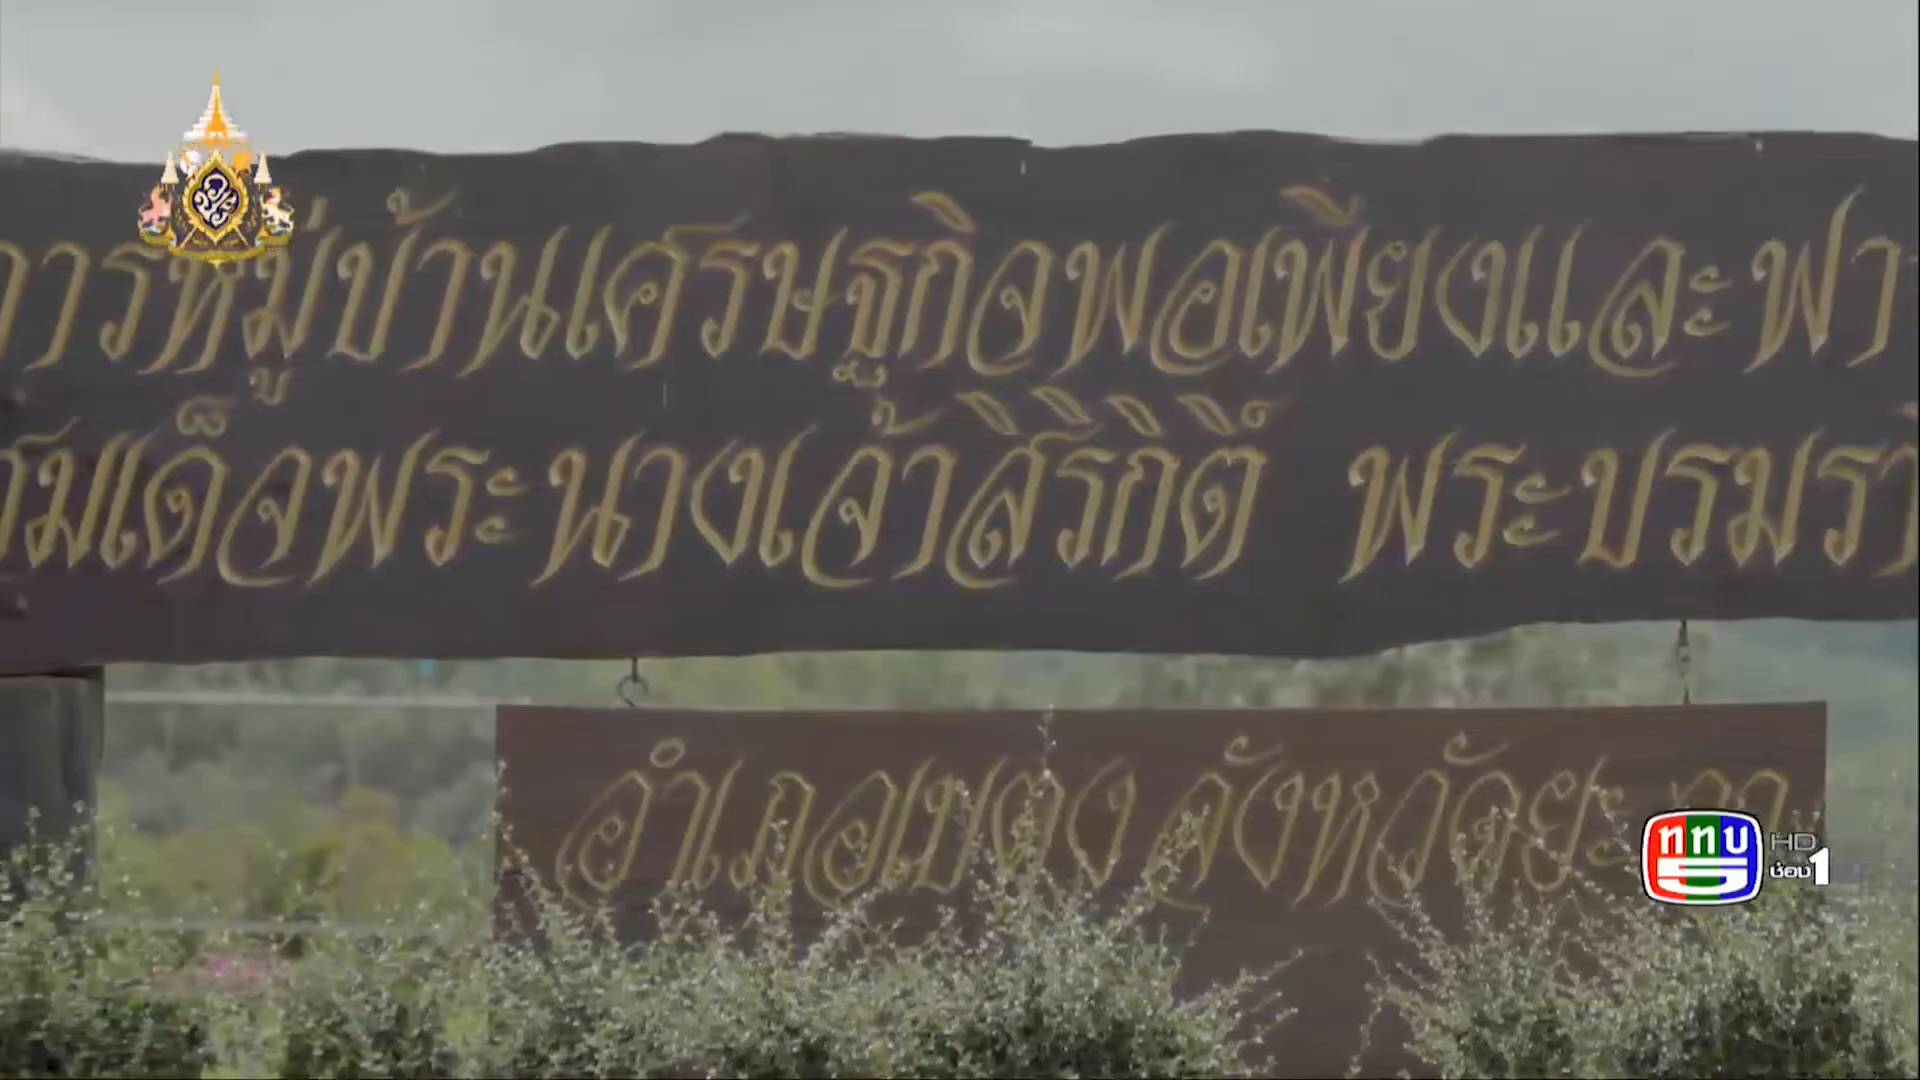 การหมู่บ้านเศรษฐกิจพอเพียงและฟา
สมเด็จพระนางเจ้าสิริกิติ์ พระบรมรา
อำเภอเบตง จังหวัดยะลา
ททบ 5 HD
ช่อง 1